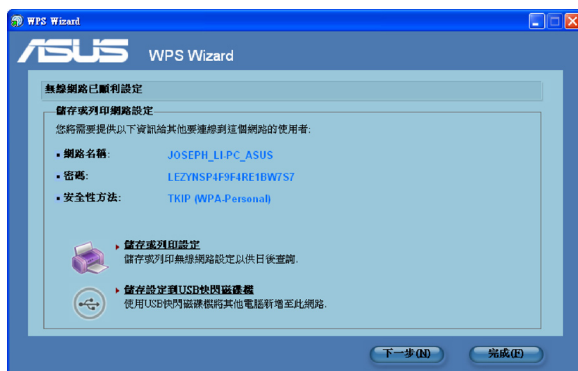 WPS Wizard
ASUS WPS Wizard
無線網路已順利設定
儲存或列印網路設定
您將需要提供以下資訊給其他要連線到這個網路的使用者:
▪ 網路名稱: JOSEPH_LI-PC_ASUS
▪ 密碼: LEZYNSP4F9F4RE1BW7S7
▪ 安全性方法: TKIP (WPA-Personal)
儲存或列印設定
儲存或列印無線網路設定以供日後查詢.
儲存設定到USB快閃磁碟機
使用USB快閃磁碟機將其他電腦新增至此網路.
下一步(N) 完成(F)